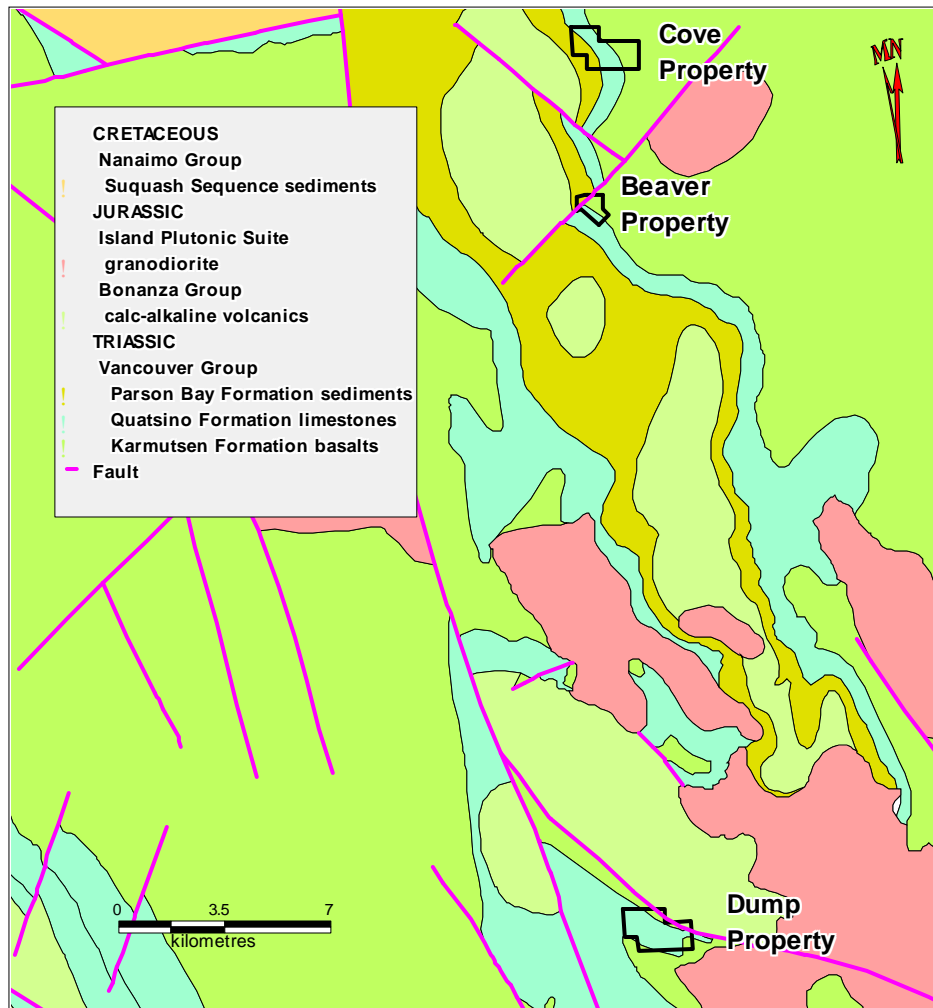 Cove
Property
MN
CRETACEOUS
Nanaimo Group
Suquash Sequence sediments
JURASSIC
Island Plutonic Suite
granodiorite
Bonanza Group
calc-alkaline volcanics
TRIASSIC
Vancouver Group
Parson Bay Formation sediments
Quatsino Formation limestones
Karmutsen Formation basalts
Fault
Beaver
Property
0 3.5 7
kilometres
Dump
Property